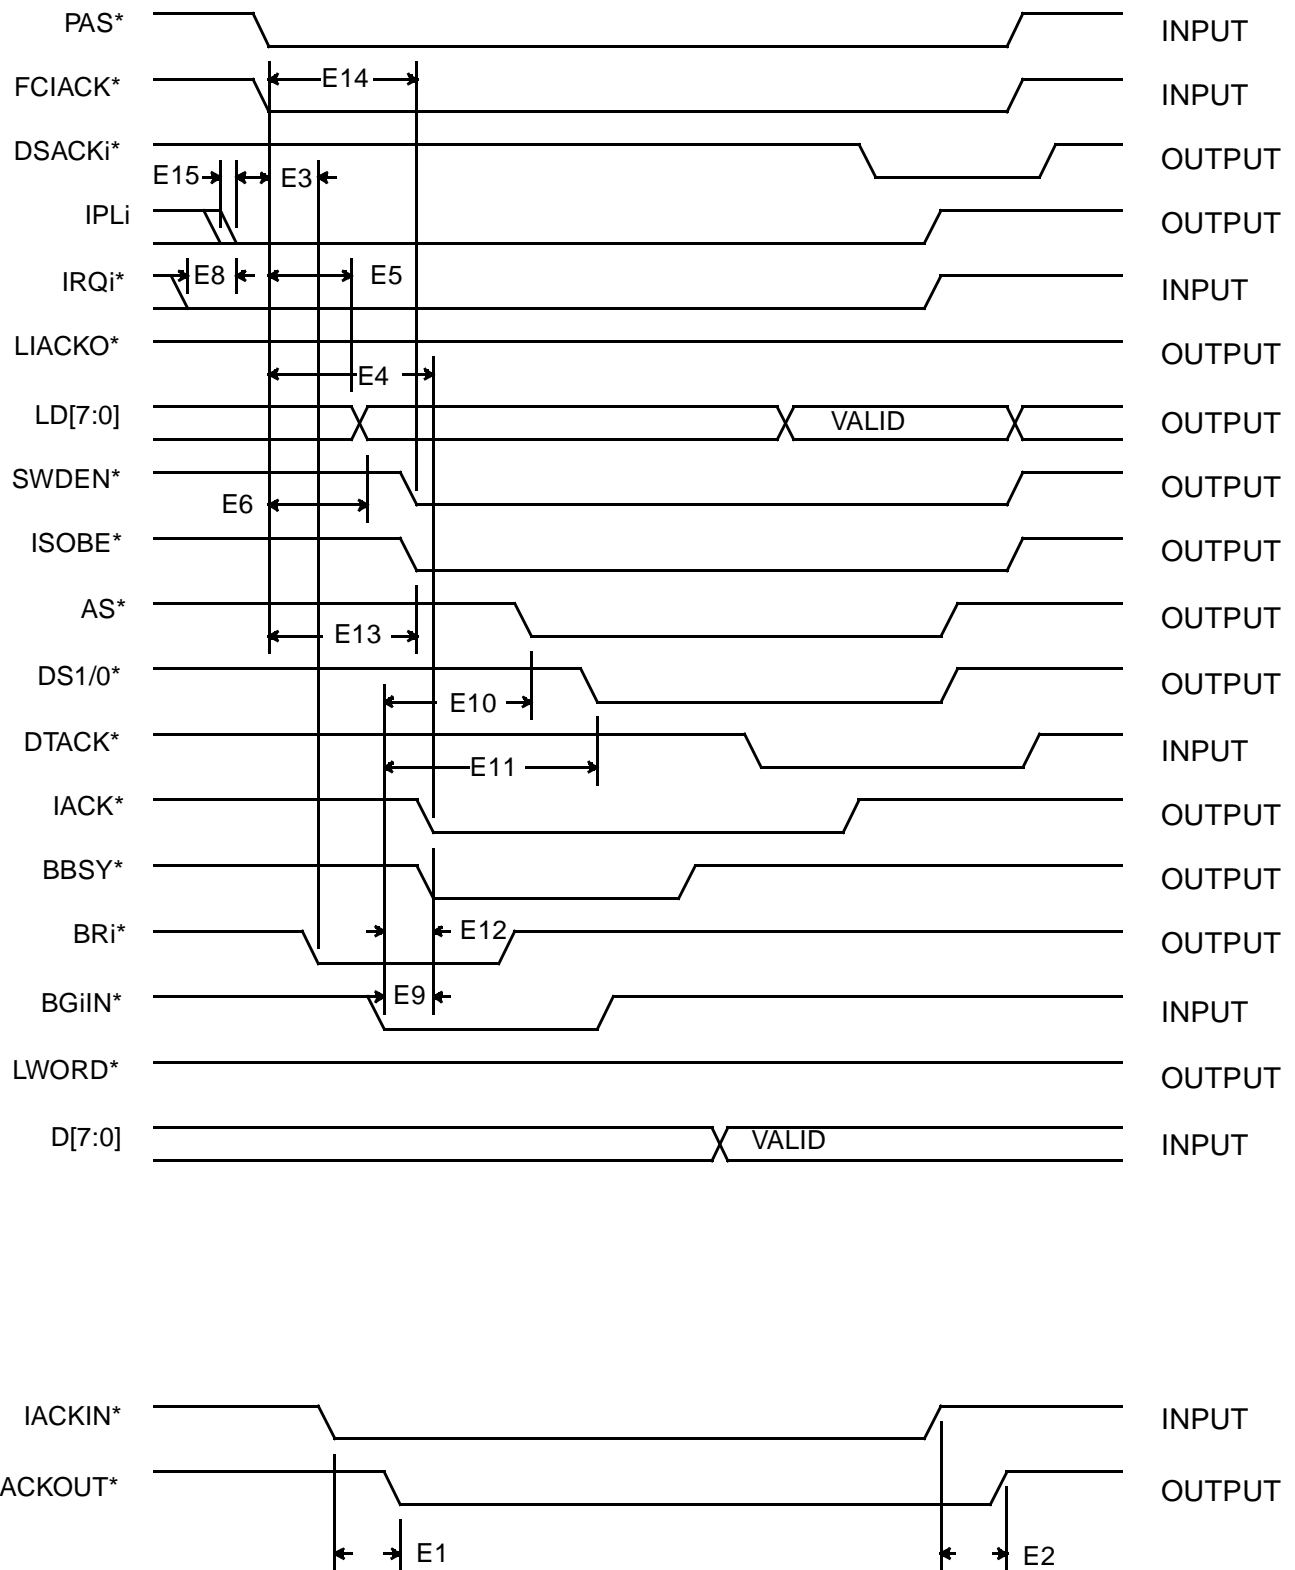 PAS* INPUT
E14
FCIACK* INPUT
DSACKi* OUTPUT
E15 E3
IPLi OUTPUT
IRQi* E8 E5 INPUT
LIACKO* OUTPUT
E4
LD[7:0] VALID OUTPUT
SWDEN* OUTPUT
E6
ISOBE* OUTPUT
AS* OUTPUT
E13
DS1/0* OUTPUT
E10
DTACK* INPUT
E11
IACK* OUTPUT
BBSY* OUTPUT
BRi* E12 OUTPUT
BGiIN* E9 INPUT
LWORD* OUTPUT
D[7:0] VALID INPUT
IACKIN* INPUT
ACKOUT* OUTPUT
E1 E2